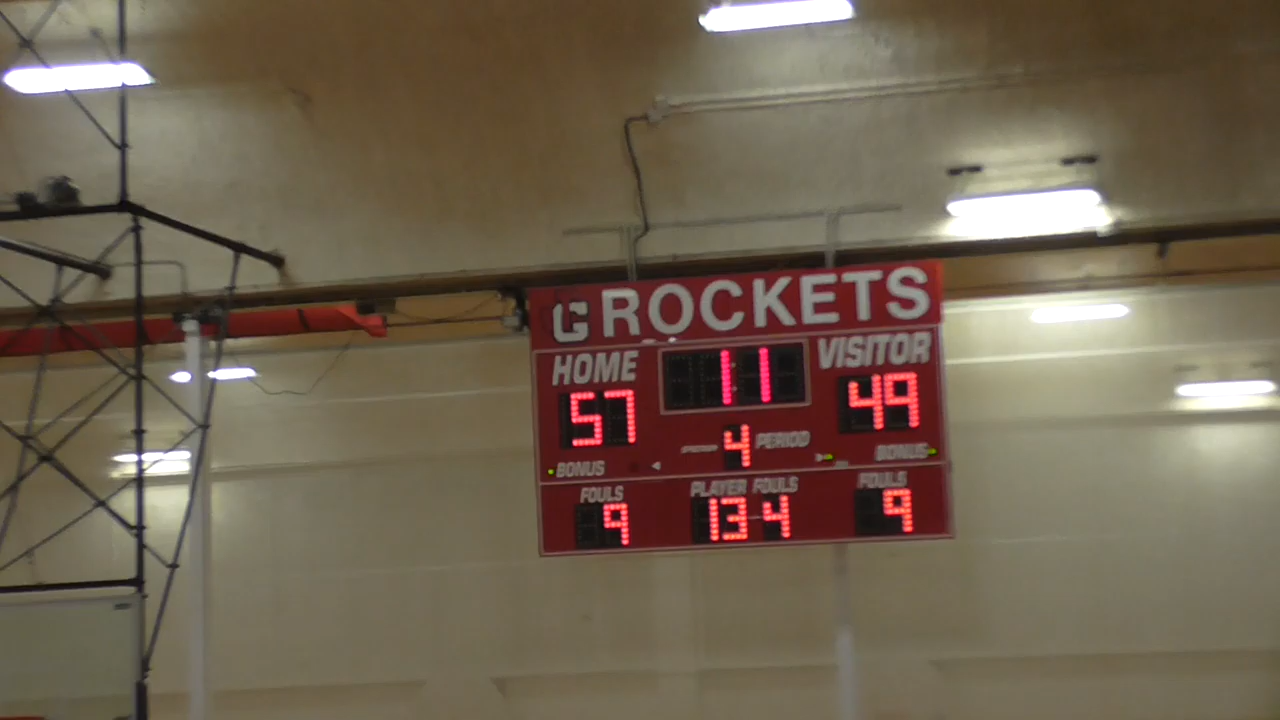 C ROCKETS
HOME 11 VISITOR
57 49
4 PERIOD
BONUS BONUS
FOULS PLAYER FOULS FOULS
9 13-4 9